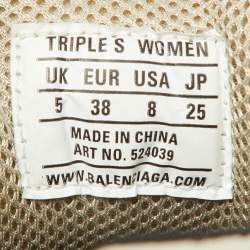 TRIPLE S WOMEN
UK EUR USA JP
5 38 8 25
MADE IN CHINA
ART NO. 524039
WWW.BALENCIAGA.COM